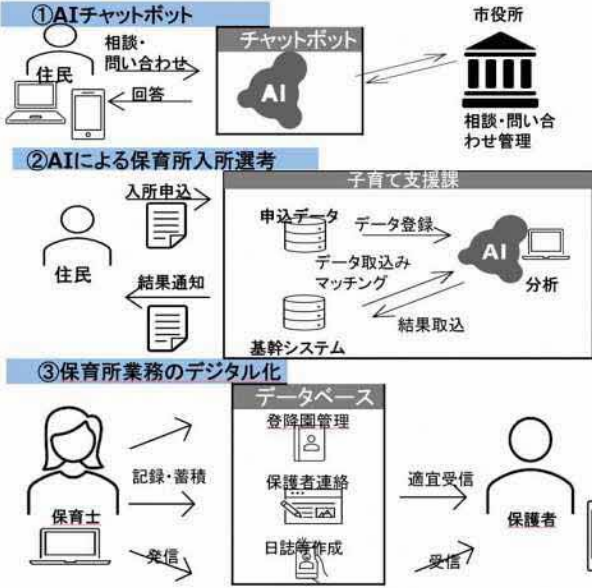 ①AIチャットボット
住民
相談・
問い合わせ
回答
チャットボット
AI
市役所
相談・問い合
わせ管理
②AIによる保育所入所選考
住民
入所申込
結果通知
子育て支援課
申込データ
データ登録
データ取込み
マッチング
AI
分析
結果取込
基幹システム
③保育所業務のデジタル化
保育士
記録・蓄積
発信
データベース
登降園管理
保護者連絡
日誌等作成
適宜受信
受信
保護者